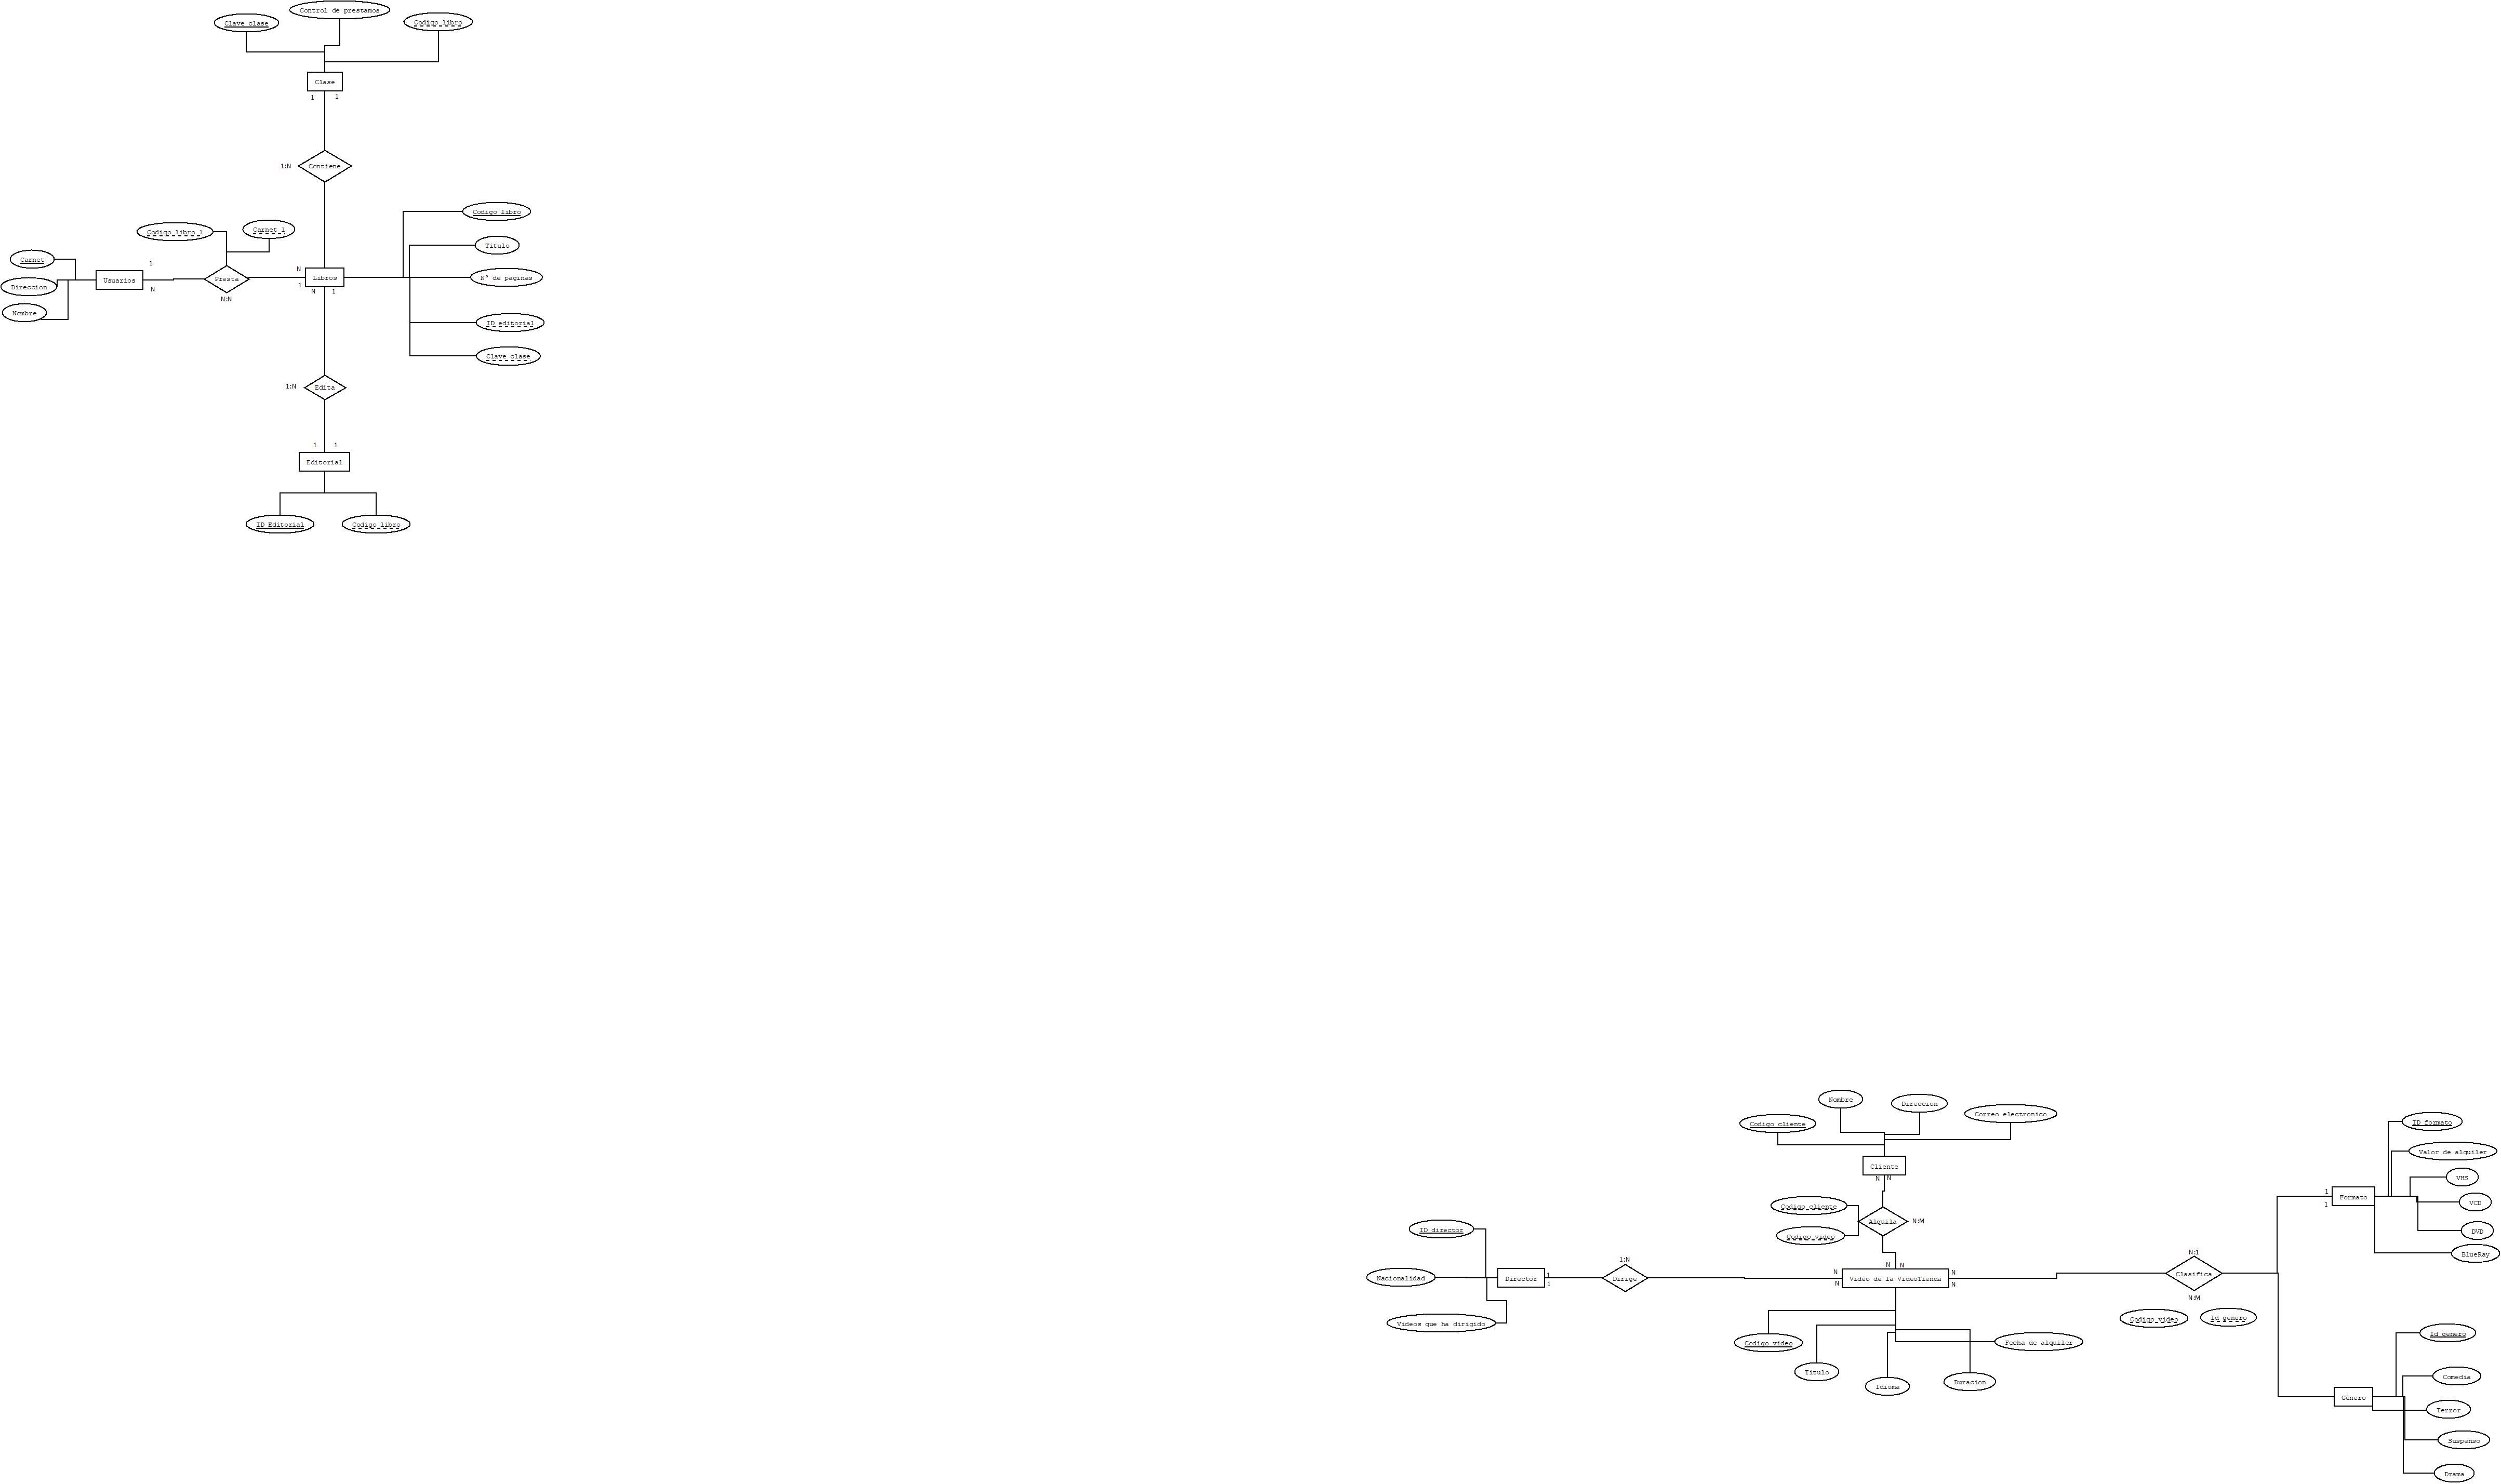 Control de prestamos
Clave clase
Codigo libro
Clase
1
1
Contiene
1:N
Codigo libro
Codigo libro 1
Carnet 1
Titulo
Carnet
Usuarios
1
N
Presta
N:N
N
1
N
1
Libros
Nº de paginas
Direccion
Nombre
ID editorial
Clave clase
1:N
Edita
1
1
Editorial
ID Editorial
Codigo libro
Nombre
Direccion
Correo electronico
Codigo cliente
Cliente
N
N
Codigo cliente
Codigo video
Alquila
N:M
ID director
Nacionalidad
Videos que ha dirigido
Director
1
1
1:N
Dirige
N
N
N
N
Video de la VideoTienda
N
N
Codigo video
Titulo
Idioma
Duracion
Fecha de alquiler
N:1
Clasifica
N:M
Codigo video
Id genero
1
1
Formato
ID formato
Valor de alquiler
VHS
VCD
DVD
BlueRay
Género
Id genero
Comedia
Terror
Suspenso
Drama